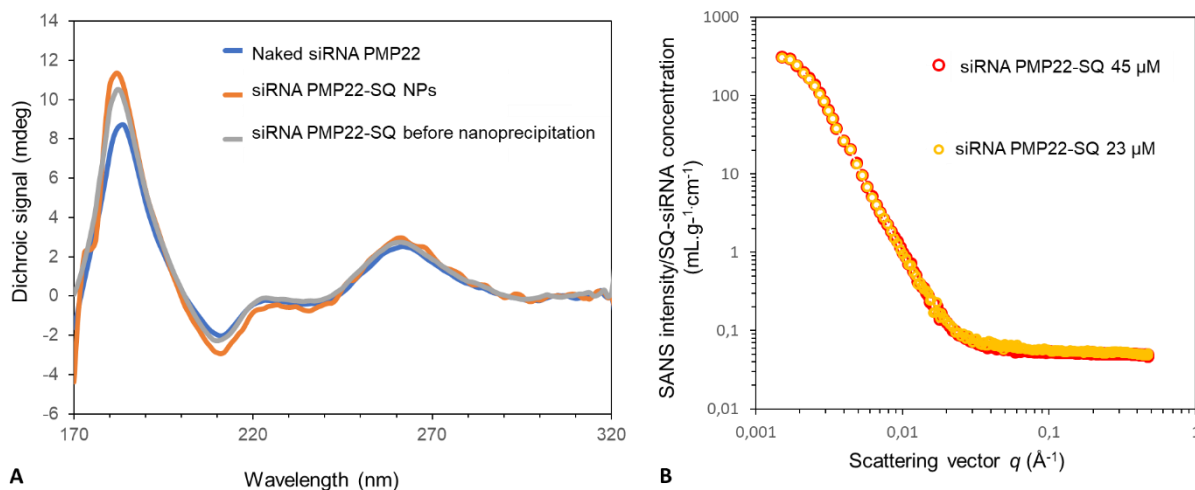 14
12
10
8
6
4
2
0
-2
-4
-6
170
220
270
320
Dichroic signal (mdeg)
Wavelength (nm)
Naked siRNA PMP22
siRNA PMP22-SQ NPs
siRNA PMP22-SQ before nanoprecipitation
A
1000
100
10
1
0,1
0,01
0,001
0,01
0,1
1
SANS intensity/SQ-siRNA concentration
(mL.g-1·cm-1)
Scattering vector q (Å-1)
siRNA PMP22-SQ 45 µM
siRNA PMP22-SQ 23 µM
B